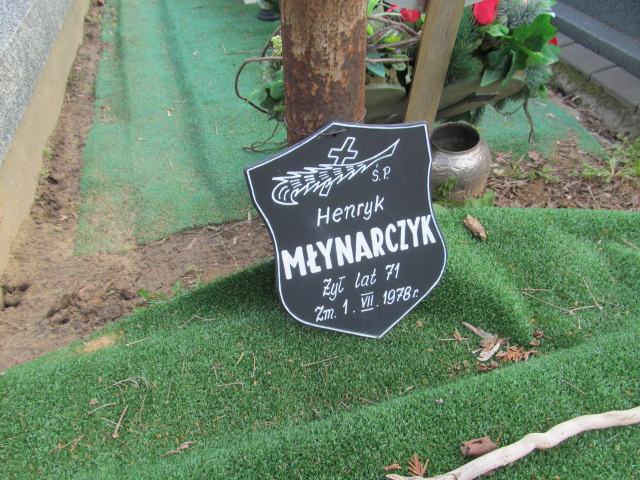 Ś.P.
Henryk
MŁYNARCZYK
Żył lat 71
Zm. 1. VII. 1978 r.